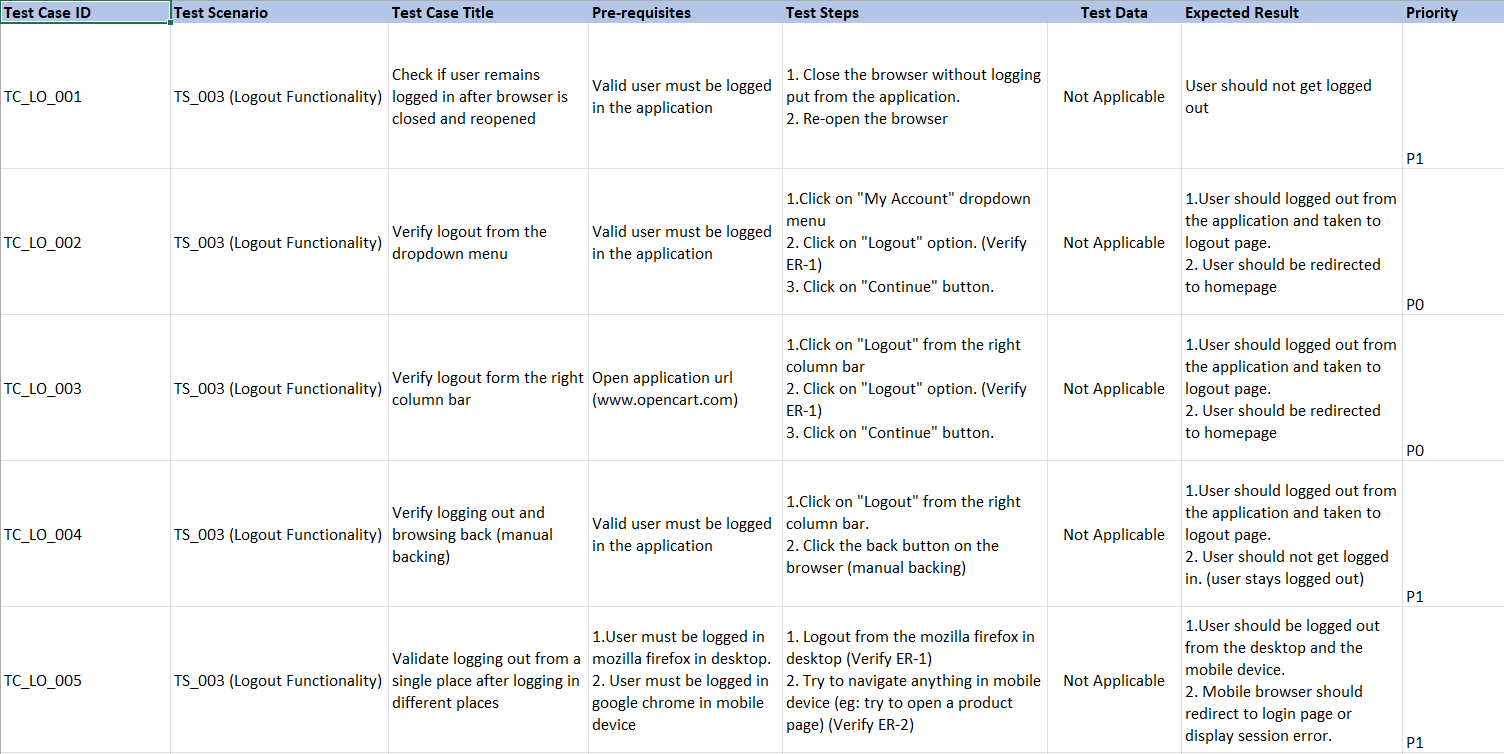 Test Case ID Test Scenario Test Case Title Pre-requisites Test Steps Test Data Expected Result Priority
TC_LO_001
TS_003 (Logout Functionality)
Check if user remains
logged in after browser is
closed and reopened
Valid user must be logged
in the application
1. Close the browser without logging
put from the application.
2. Re-open the browser
Not Applicable
User should not get logged
out
P1
TC_LO_002
TS_003 (Logout Functionality)
Verify logout from the
dropdown menu
Valid user must be logged
in the application
1.Click on "My Account" dropdown
menu
2. Click on "Logout" option. (Verify
ER-1)
3. Click on "Continue" button.
Not Applicable
1.User should logged out from
the application and taken to
logout page.
2. User should be redirected
to homepage
P0
TC_LO_003
TS_003 (Logout Functionality)
Verify logout form the right
column bar
Open application url
(www.opencart.com)
1.Click on "Logout" from the right
column bar
2. Click on "Logout" option. (Verify
ER-1)
3. Click on "Continue" button.
Not Applicable
1.User should logged out from
the application and taken to
logout page.
2. User should be redirected
to homepage
P0
TC_LO_004
TS_003 (Logout Functionality)
Verify logging out and
browsing back (manual
backing)
Valid user must be logged
in the application
1.Click on "Logout" from the right
column bar.
2. Click the back button on the
browser (manual backing)
Not Applicable
1.User should logged out from
the application and taken to
logout page.
2. User should not get logged
in. (user stays logged out)
P1
TC_LO_005
TS_003 (Logout Functionality)
Validate logging out from a
single place after logging in
different places
1.User must be logged in
mozilla firefox in desktop.
2. User must be logged in
google chrome in mobile
device
1. Logout from the mozilla firefox in
desktop (Verify ER-1)
2. Try to navigate anything in mobile
device (eg: try to open a product
page) (Verify ER-2)
Not Applicable
1.User should be logged out
from the desktop and the
mobile device.
2. Mobile browser should
redirect to login page or
display session error.
P1